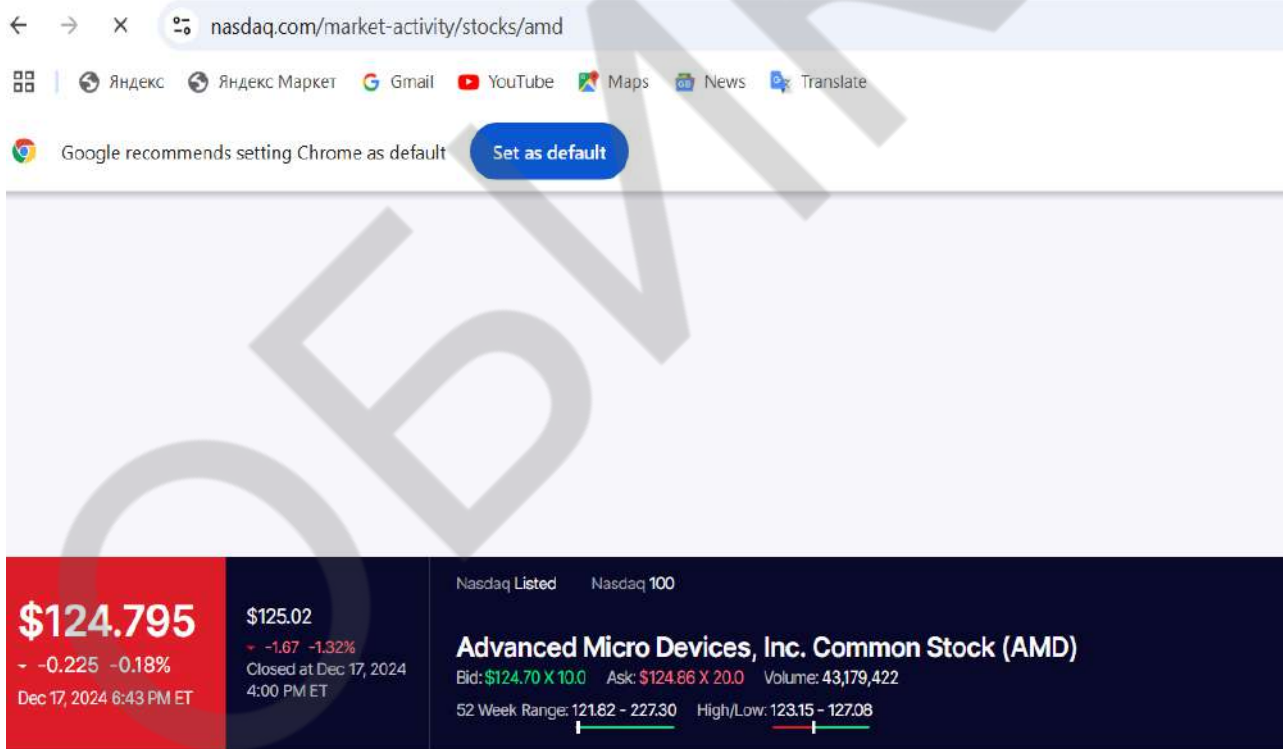 nasdaq.com/market-activity/stocks/amd
Яндекс Яндекс Маркет Gmail YouTube Maps News Translate
Google recommends setting Chrome as default Set as default
Nasdaq Listed Nasdaq 100
$124.795
-0.225 -0.18%
Dec 17, 2024 6:43 PM ET
$125.02
-1.67 -1.32%
Closed at Dec 17, 2024
4:00 PM ET
Advanced Micro Devices, Inc. Common Stock (AMD)
Bid: $124.70 X 10.0 Ask: $124.86 X 20.0 Volume: 43,179,422
52 Week Range: 121.82 - 227.30 High/Low: 123.15 - 127.08